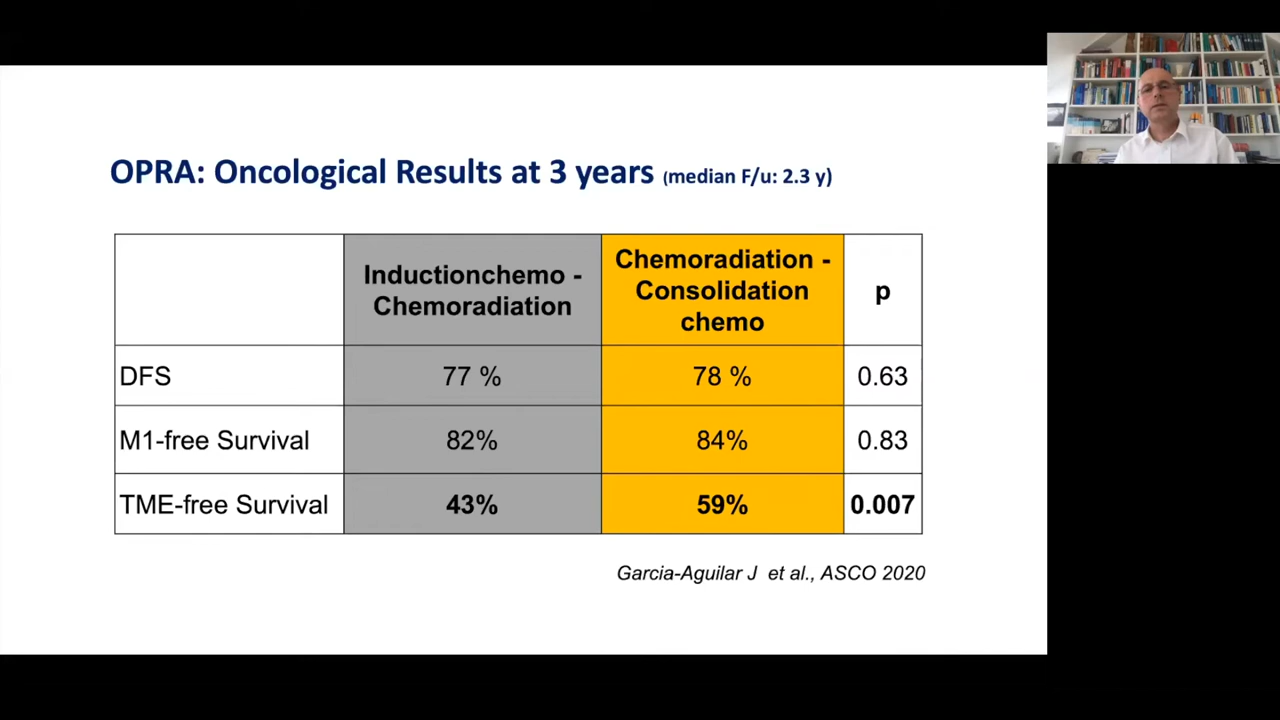 OPRA: Oncological Results at 3 years (median F/u: 2.3 y)
Inductionchemo -
Chemoradiation
Chemoradiation -
Consolidation
chemo
p
DFS
77 %
78 %
0.63
M1-free Survival
82%
84%
0.83
TME-free Survival
43%
59%
0.007
Garcia-Aguilar J et al., ASCO 2020